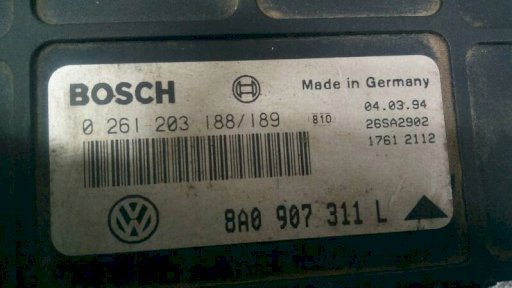 BOSCH
Made in Germany
04.03.94
0 261 203 188/189 810
26SA2902
1761 2112
8A0 907 311 L